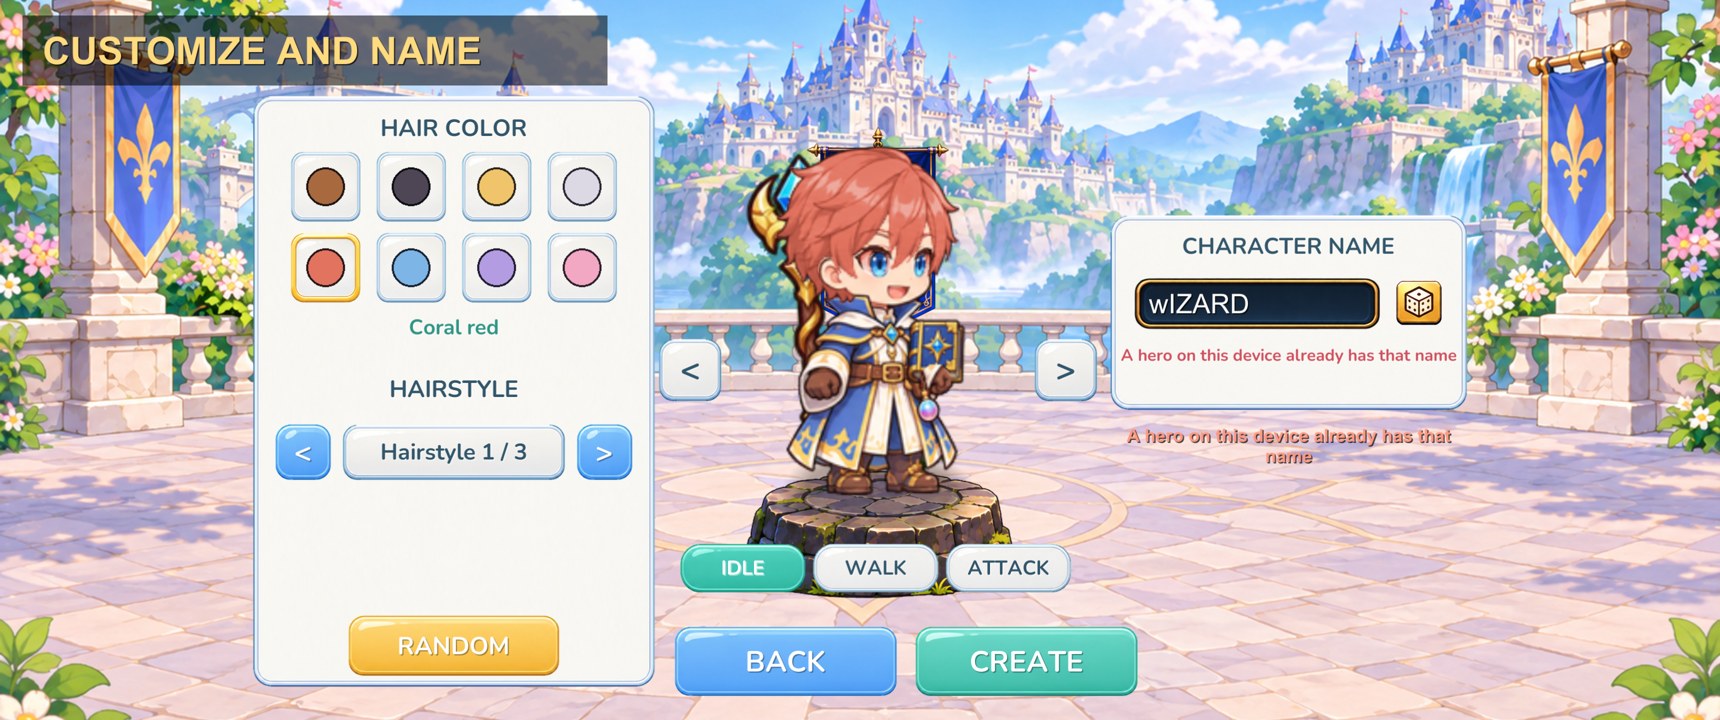 CUSTOMIZE AND NAME
HAIR COLOR
Coral red
HAIRSTYLE
<
Hairstyle 1 / 3
>
RANDOM
<
>
IDLE
WALK
ATTACK
BACK
CREATE
CHARACTER NAME
wIZARD
A hero on this device already has that name
A hero on this device already has that
name